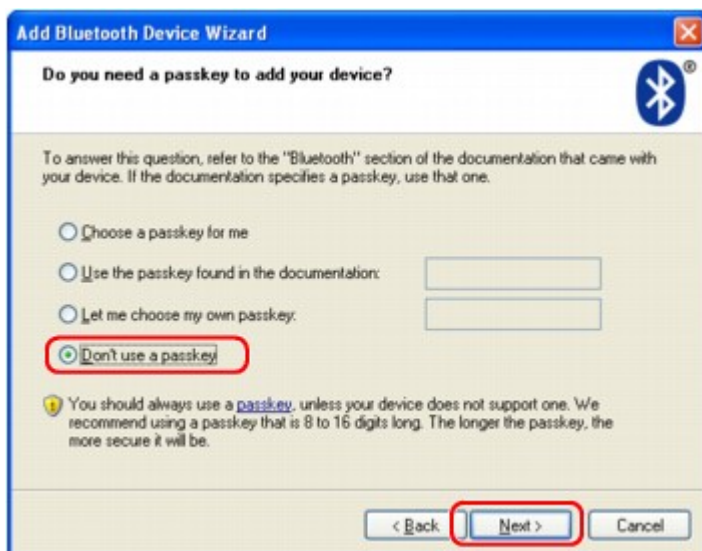 Add Bluetooth Device Wizard
Do you need a passkey to add your device?
®
To answer this question, refer to the "Bluetooth" section of the documentation that came with
your device. If the documentation specifies a passkey, use that one.
Choose a passkey for me
Use the passkey found in the documentation:
Let me choose my own passkey:
Don't use a passkey
You should always use a passkey, unless your device does not support one. We
recommend using a passkey that is 8 to 16 digits long. The longer the passkey, the
more secure it will be.
< Back Next > Cancel